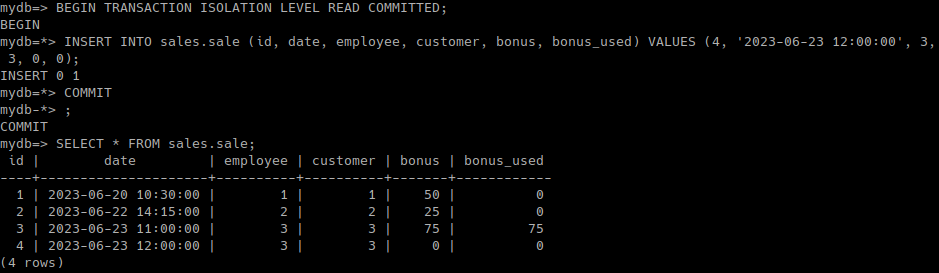 mydb=> BEGIN TRANSACTION ISOLATION LEVEL READ COMMITTED;
BEGIN
mydb=*> INSERT INTO sales.sale (id, date, employee, customer, bonus, bonus_used) VALUES (4, '2023-06-23 12:00:00', 3,
 3, 0, 0);
INSERT 0 1
mydb=*> COMMIT
mydb-*> ;
COMMIT
mydb=> SELECT * FROM sales.sale;
 id |        date         | employee | customer | bonus | bonus_used
----+---------------------+----------+----------+-------+------------
  1 | 2023-06-20 10:30:00 |        1 |        1 |    50 |          0
  2 | 2023-06-22 14:15:00 |        2 |        2 |    25 |          0
  3 | 2023-06-23 11:00:00 |        3 |        3 |    75 |         75
  4 | 2023-06-23 12:00:00 |        3 |        3 |     0 |          0
(4 rows)